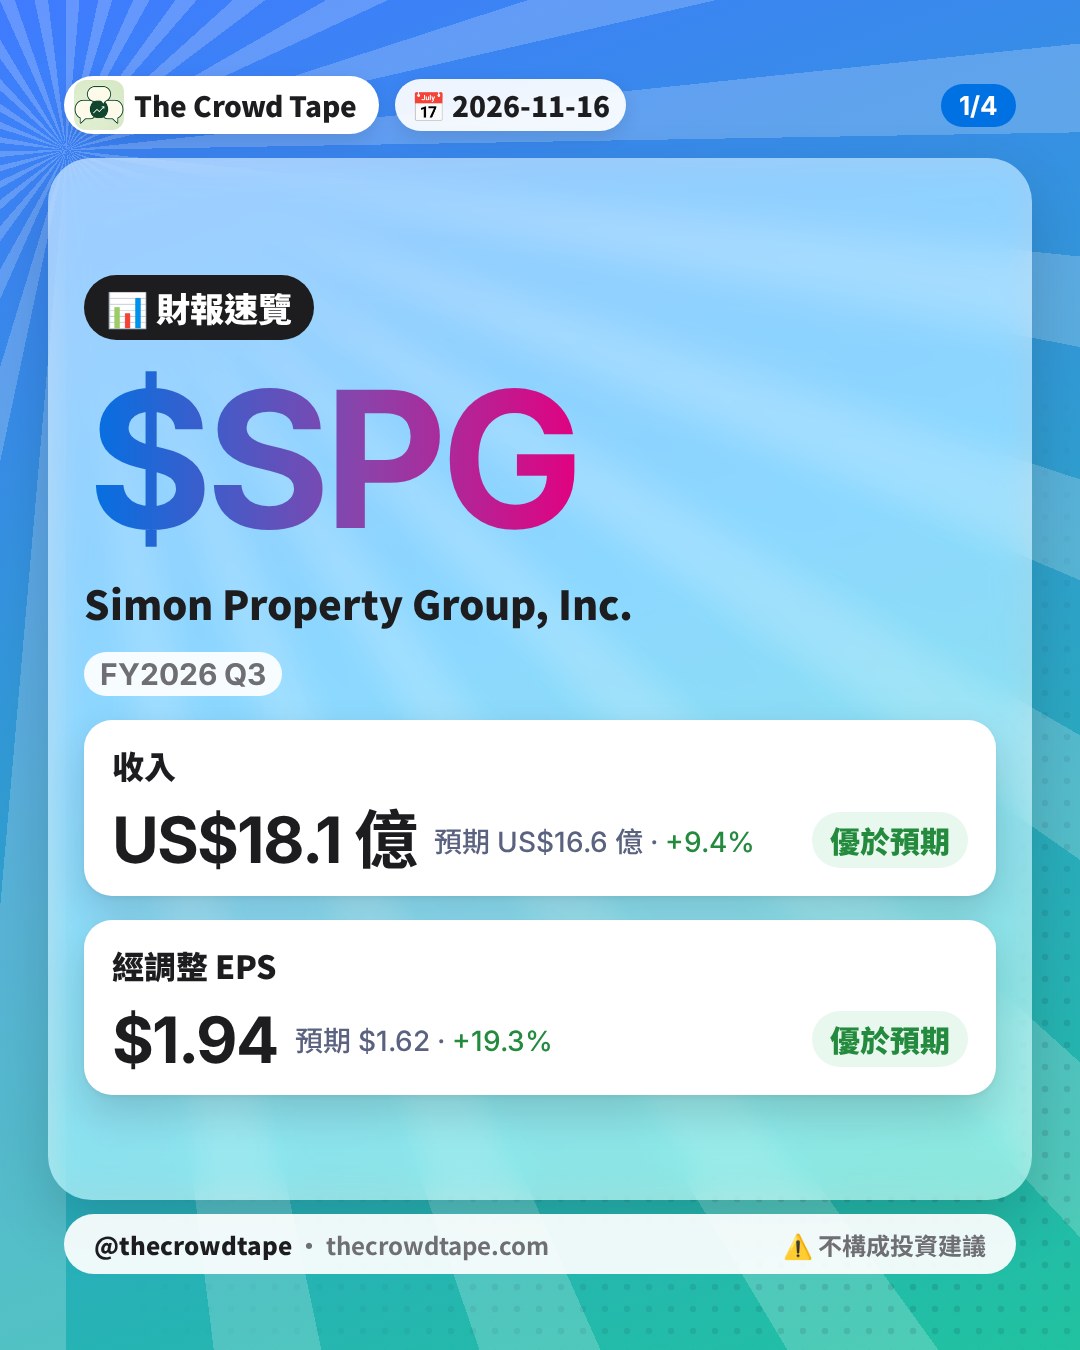 The Crowd Tape
📅 2026-11-16
1/4
📊 財報速覽
$SPG
Simon Property Group, Inc.
FY2026 Q3
收入
US$18.1 億 預期 US$16.6 億 · +9.4% 優於預期
經調整 EPS
$1.94 預期 $1.62 · +19.3% 優於預期
@thecrowdtape • thecrowdtape.com ⚠️ 不構成投資建議